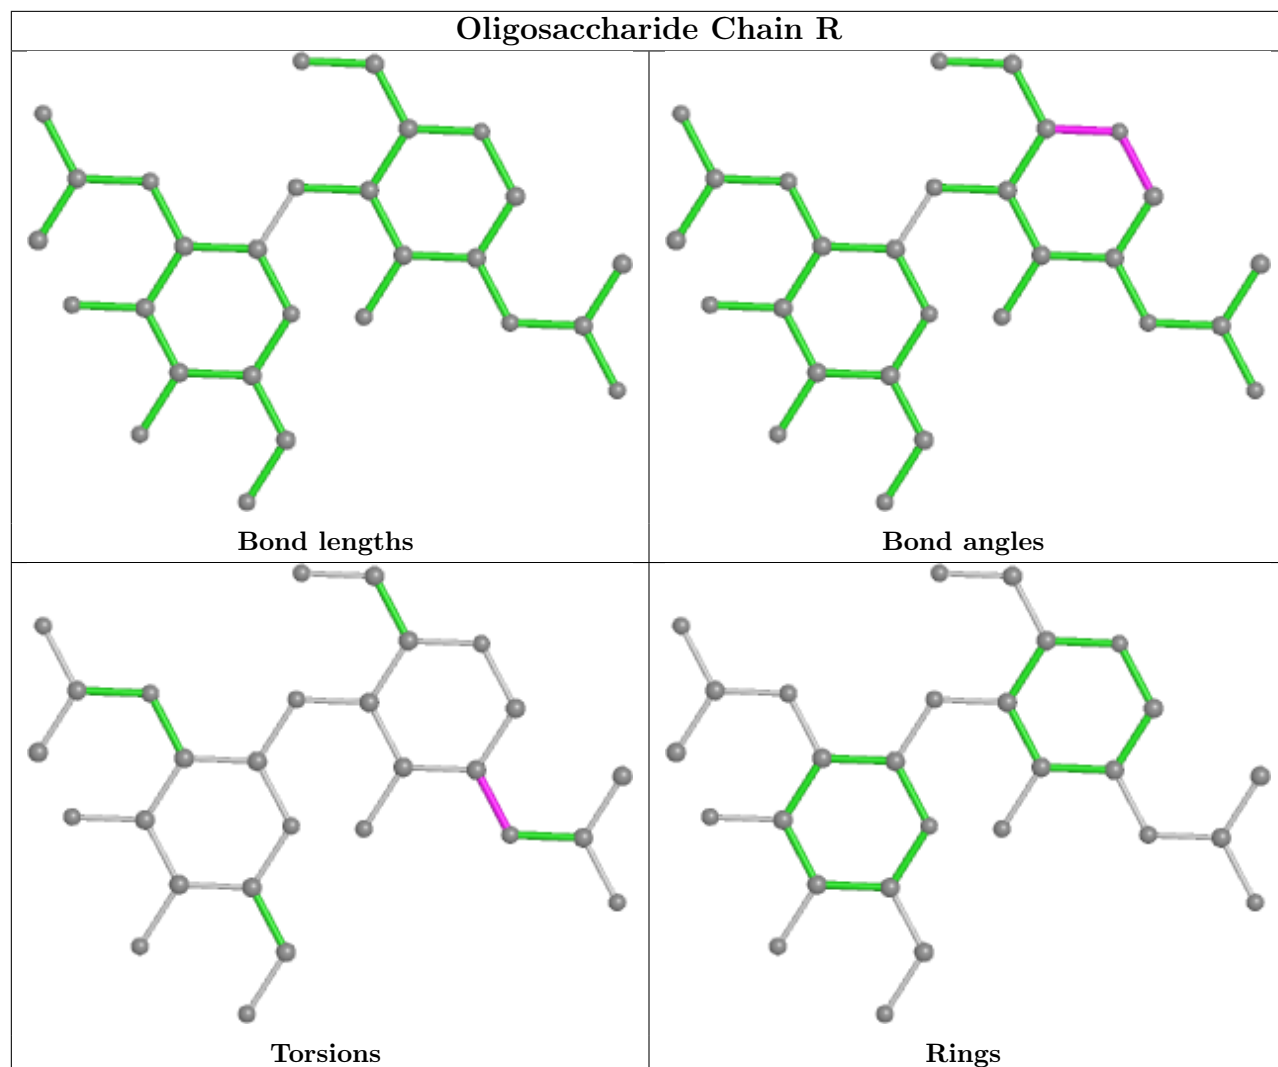 Oligosaccharide Chain R
Bond lengths
Bond angles
Torsions
Rings